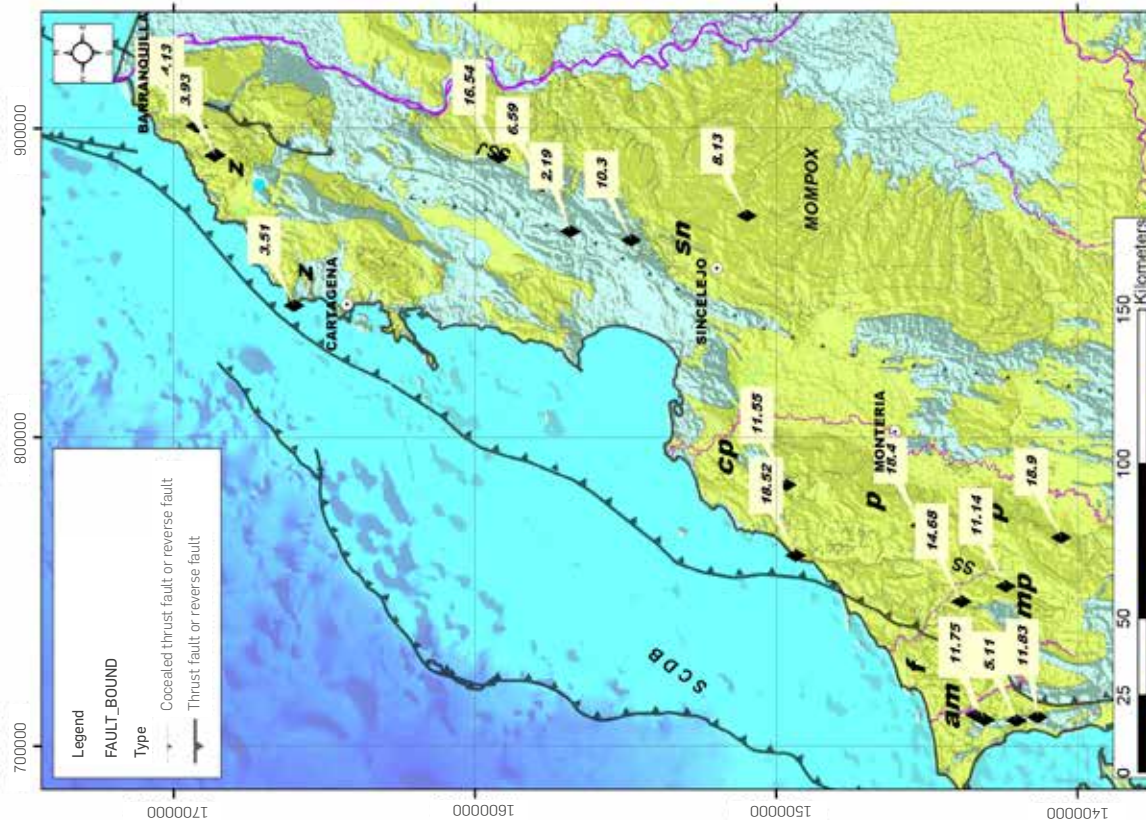 Legend
FAULT_BOUND
Type
Cocealed thrust fault or reverse fault
Thrust fault or reverse fault
700000
800000
900000
1700000
1600000
1500000
1400000
BARRANQUILLA
3.93
z
3.51
z
CARTAGENA
16.54
6.59
SJ
2.19
10.3
sn
SINCELEJO
8.13
MOMPOX
cp
11.55
18.52
MONTERIA
18.4
p
14.68
SS
11.14
p
18.9
mp
SCDB
f
am
11.75
5.11
11.83
0
25
50
100
150
Kilometers